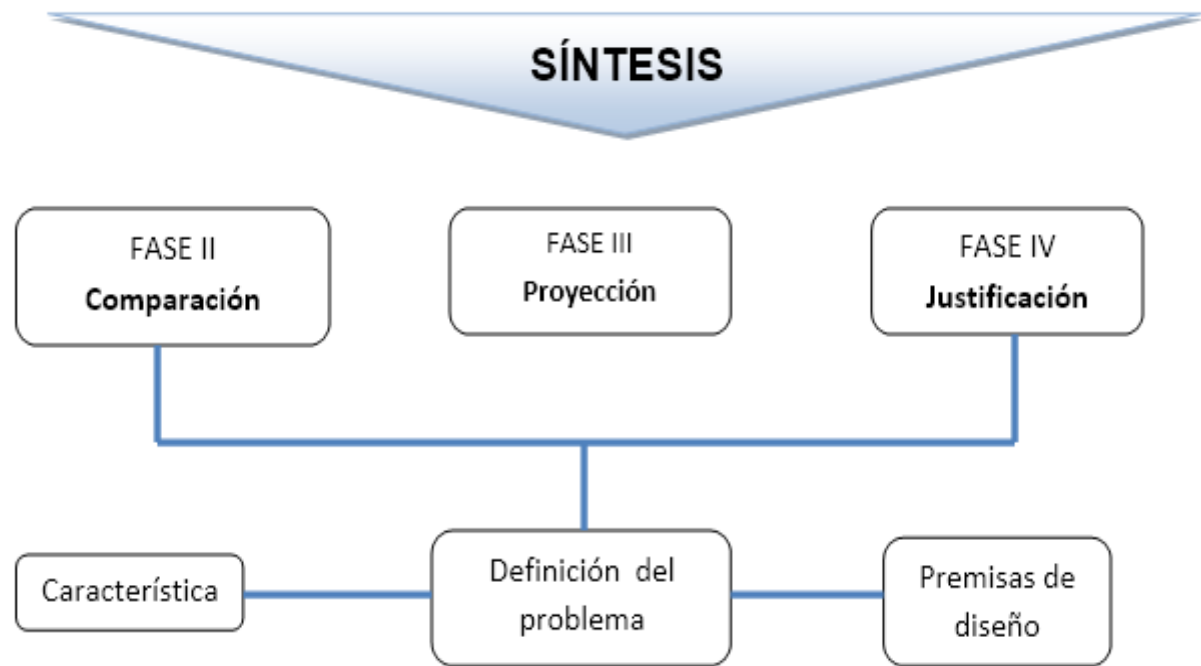 SÍNTESIS
FASE II
Comparación
FASE III
Proyección
FASE IV
Justificación
Característica
Definición del
problema
Premisas de
diseño